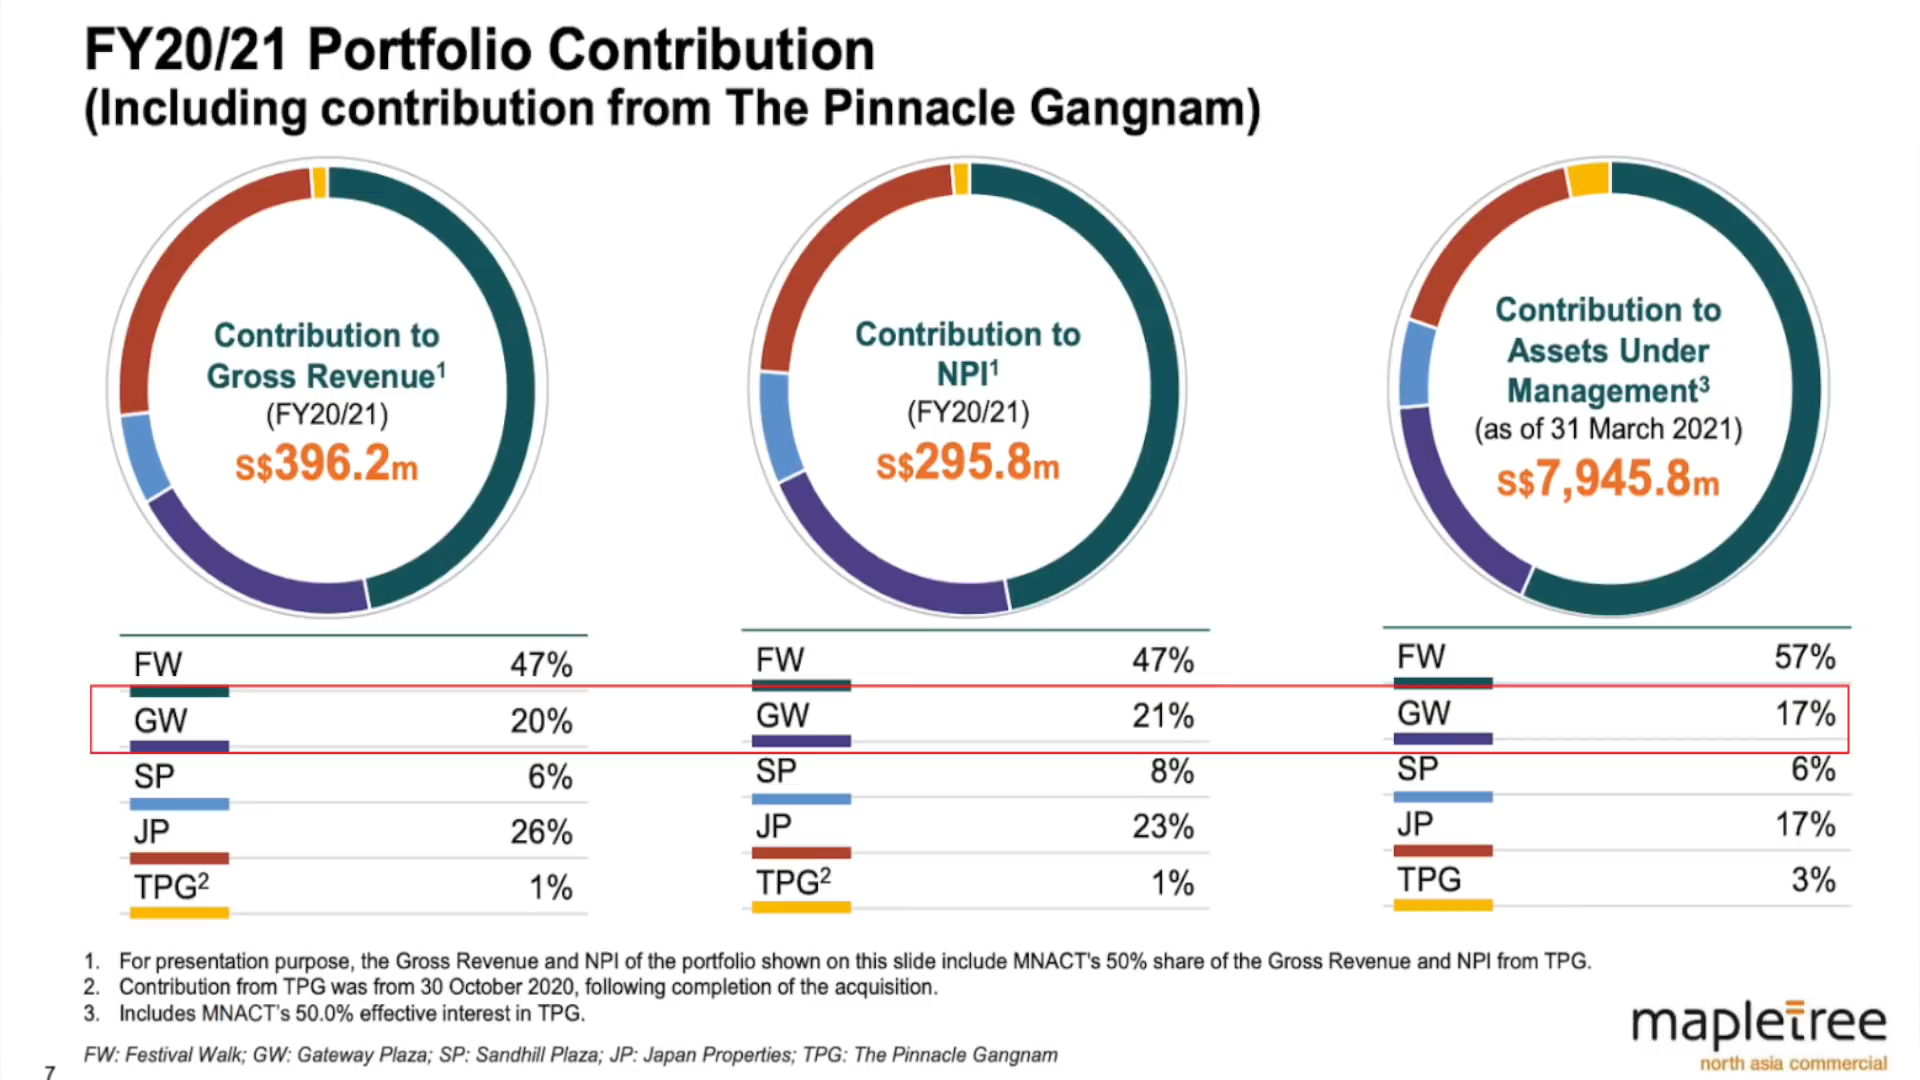 FY20/21 Portfolio Contribution
(Including contribution from The Pinnacle Gangnam)
Contribution to
Gross Revenue¹
(FY20/21)
S$396.2m
FW 47%
GW 20%
SP 6%
JP 26%
TPG² 1%
Contribution to
NPI¹
(FY20/21)
S$295.8m
FW 47%
GW 21%
SP 8%
JP 23%
TPG² 1%
Contribution to
Assets Under
Management³
(as of 31 March 2021)
S$7,945.8m
FW 57%
GW 17%
SP 6%
JP 17%
TPG 3%
1. For presentation purpose, the Gross Revenue and NPI of the portfolio shown on this slide include MNACT's 50% share of the Gross Revenue and NPI from TPG.
2. Contribution from TPG was from 30 October 2020, following completion of the acquisition.
3. Includes MNACT's 50.0% effective interest in TPG.
FW: Festival Walk; GW: Gateway Plaza; SP: Sandhill Plaza; JP: Japan Properties; TPG: The Pinnacle Gangnam
7
mapletree
north asia commercial